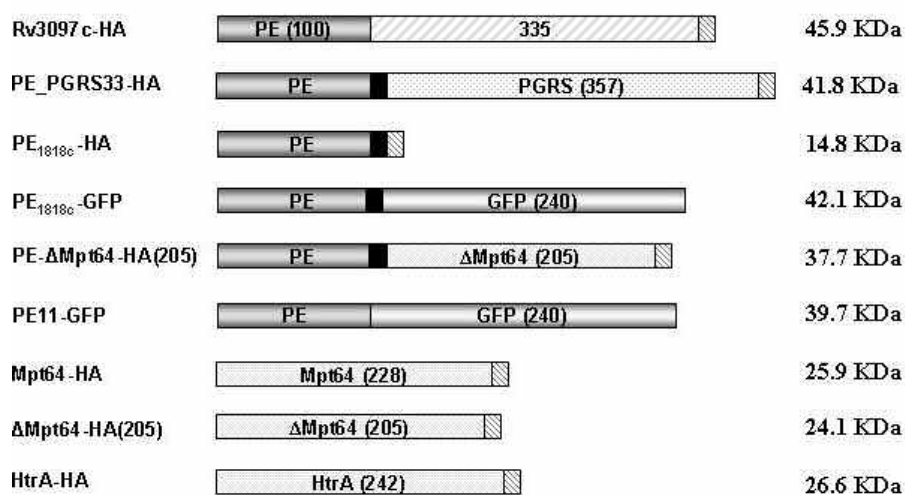 Rv3097c-HA PE (100) 335 45.9 KDa
PE_PGRS33-HA PE PGRS (357) 41.8 KDa
PE1818c-HA PE 14.8 KDa
PE1818c-GFP PE GFP (240) 42.1 KDa
PE-ΔMpt64-HA(205) PE ΔMpt64 (205) 37.7 KDa
PE11-GFP PE GFP (240) 39.7 KDa
Mpt64-HA Mpt64 (228) 25.9 KDa
ΔMpt64-HA(205) ΔMpt64 (205) 24.1 KDa
HtrA-HA HtrA (242) 26.6 KDa